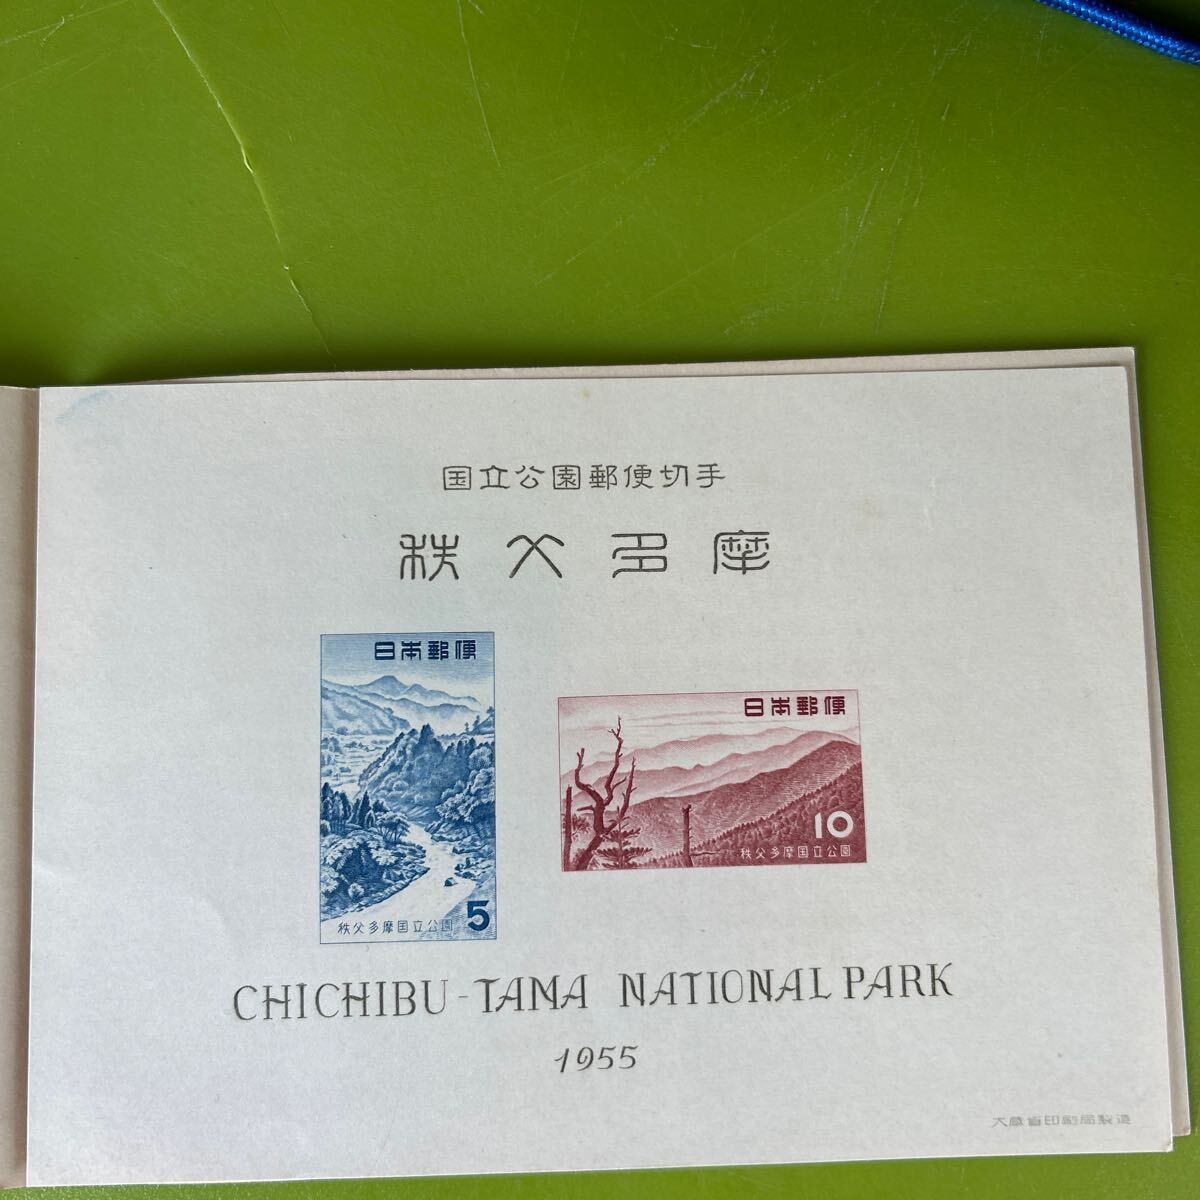 国立公園郵便切手
秩父多摩
日本郵便
秩父多摩国立公園 5
日本郵便
10
秩父多摩国立公園
CHICHIBU-TAMA NATIONAL PARK
1955
大蔵省印刷局製造